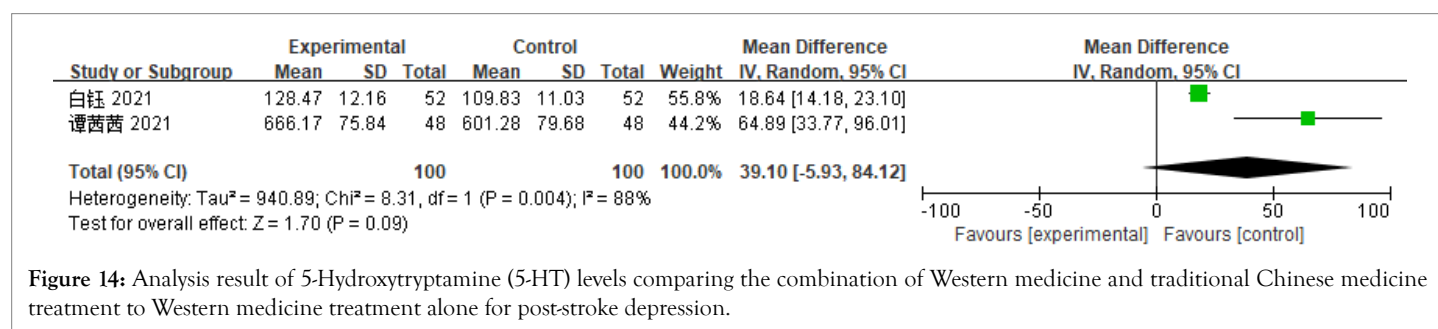 Experimental Control Mean Difference Mean Difference
Study or Subgroup Mean SD Total Mean SD Total Weight IV, Random, 95% CI IV, Random, 95% CI
白钰 2021 128.47 12.16 52 109.83 11.03 52 55.8% 18.64 [14.18, 23.10]
谭茜茜 2021 666.17 75.84 48 601.28 79.68 48 44.2% 64.89 [33.77, 96.01]
Total (95% CI) 100 100 100.0% 39.10 [-5.93, 84.12]
Heterogeneity: Tau² = 940.89; Chi² = 8.31, df = 1 (P = 0.004); I² = 88%
Test for overall effect: Z = 1.70 (P = 0.09)
-100 -50 0 50 100
Favours [experimental] Favours [control]
Figure 14: Analysis result of 5-Hydroxytryptamine (5-HT) levels comparing the combination of Western medicine and traditional Chinese medicine
treatment to Western medicine treatment alone for post-stroke depression.